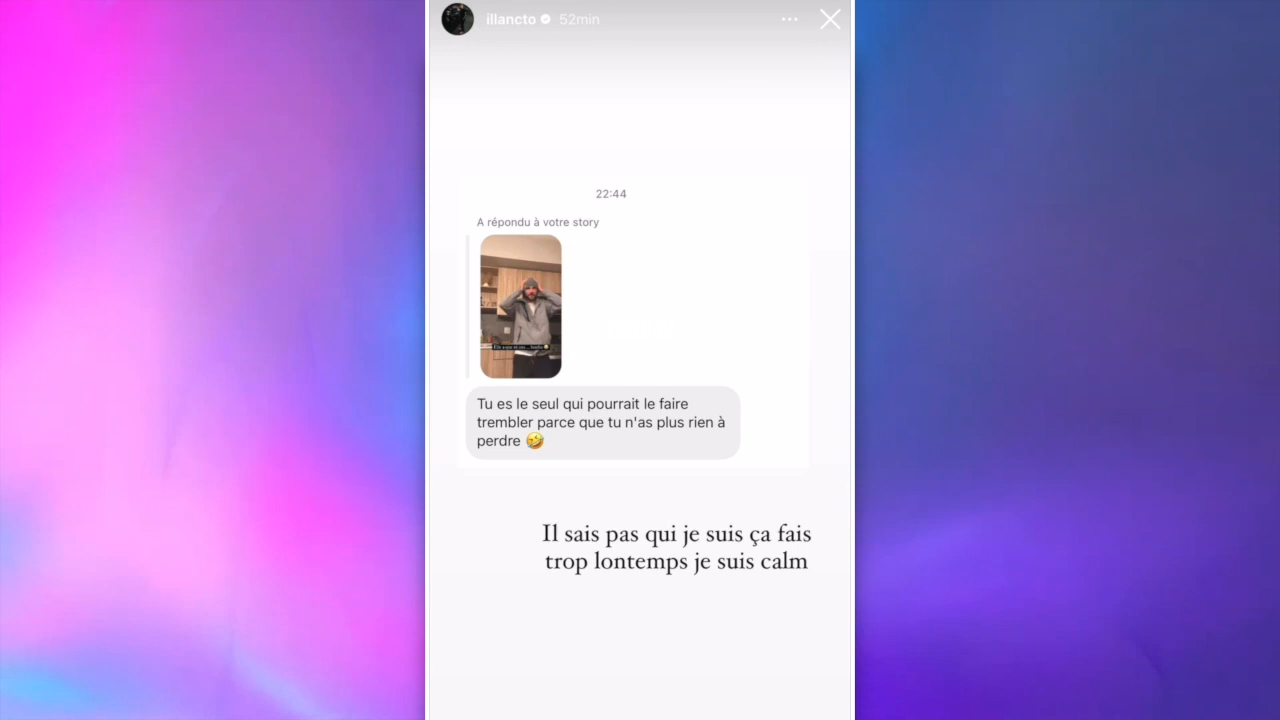 illancto 52min
22:44
A répondu à votre story
Tu es le seul qui pourrait le faire
trembler parce que tu n'as plus rien à
perdre 🤣
Il sais pas qui je suis ça fais
trop lontemps je suis calm